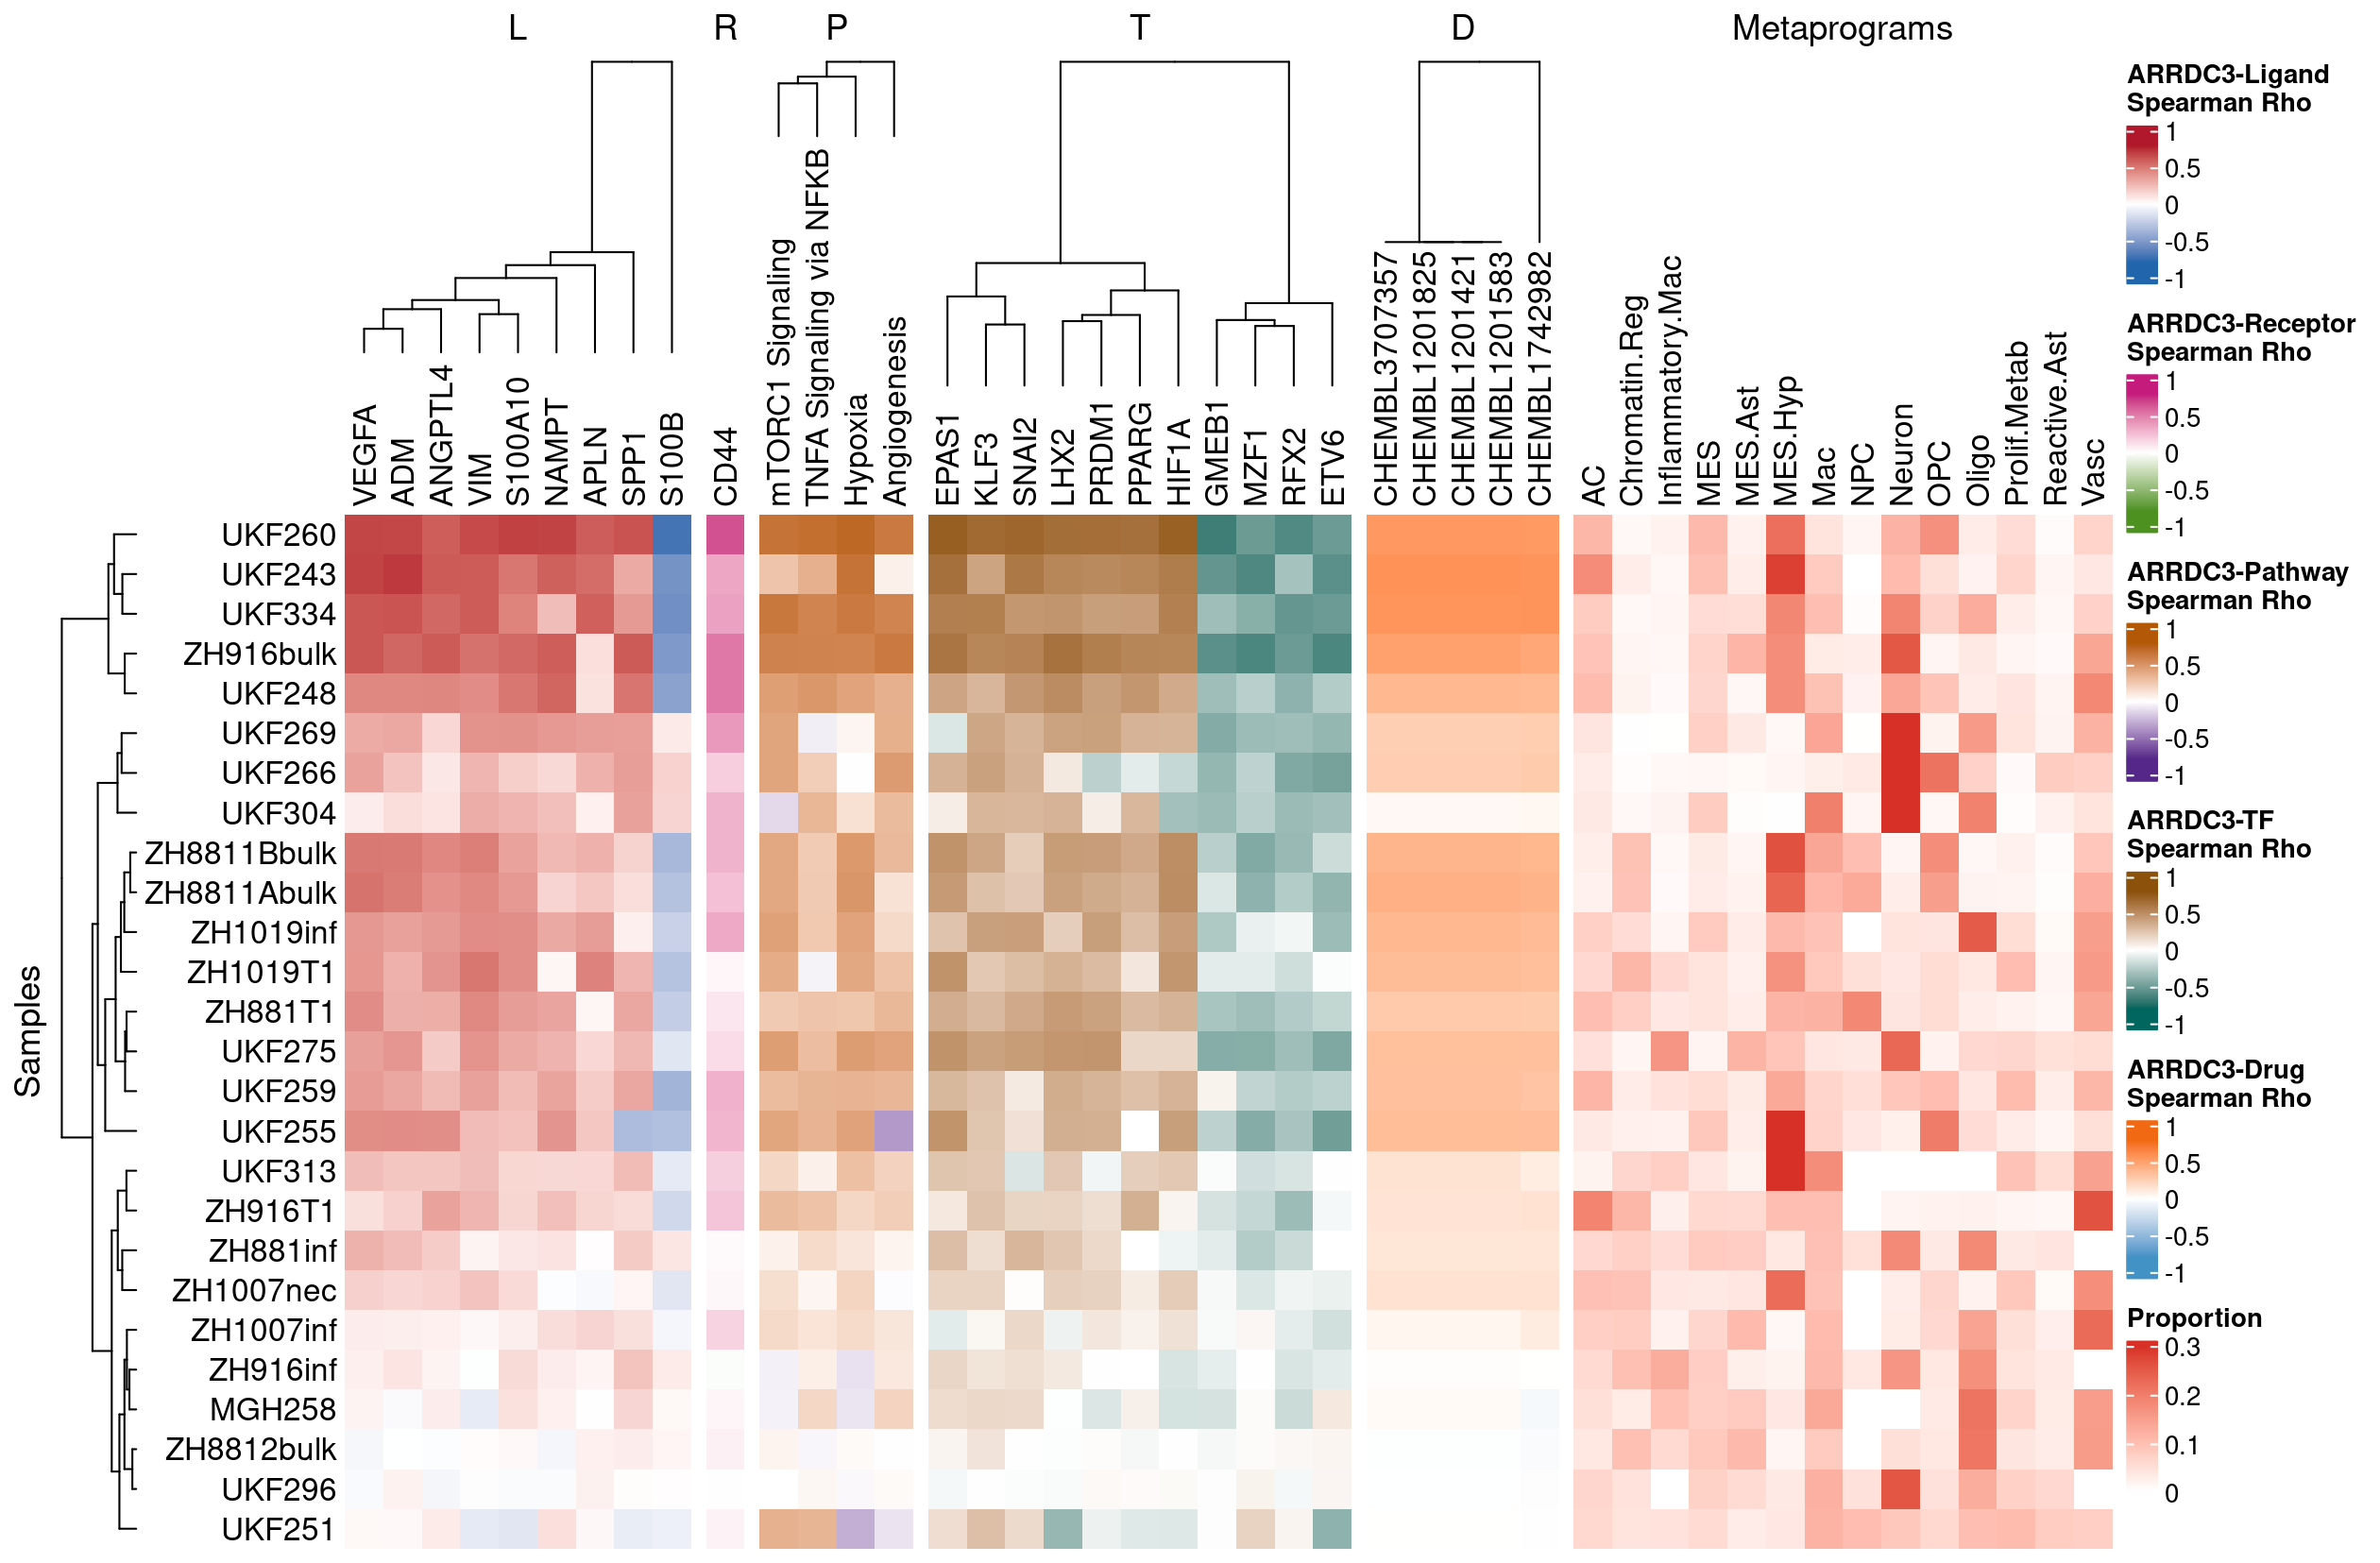 L
R
P
T
D
Metaprograms
VEGFA
ADM
ANGPTL4
VIM
S100A10
NAMPT
APLN
SPP1
S100B
CD44
mTORC1 Signaling
TNFA Signaling via NFKB
Hypoxia
Angiogenesis
EPAS1
KLF3
SNAI2
LHX2
PRDM1
PPARG
HIF1A
GMEB1
MZF1
RFX2
ETV6
CHEMBL3707357
CHEMBL1201825
CHEMBL1201421
CHEMBL1201583
CHEMBL1742982
AC
Chromatin.Reg
Inflammatory.Mac
MES
MES.Ast
MES.Hyp
Mac
NPC
Neuron
OPC
Oligo
Prolif.Metab
Reactive.Ast
Vasc
Samples
UKF260
UKF243
UKF334
ZH916bulk
UKF248
UKF269
UKF266
UKF304
ZH8811Bbulk
ZH8811Abulk
ZH1019inf
ZH1019T1
ZH881T1
UKF275
UKF259
UKF255
UKF313
ZH916T1
ZH881inf
ZH1007nec
ZH1007inf
ZH916inf
MGH258
ZH8812bulk
UKF296
UKF251
ARRDC3-Ligand
Spearman Rho
1
0.5
0
-0.5
-1
ARRDC3-Receptor
Spearman Rho
1
0.5
0
-0.5
-1
ARRDC3-Pathway
Spearman Rho
1
0.5
0
-0.5
-1
ARRDC3-TF
Spearman Rho
1
0.5
0
-0.5
-1
ARRDC3-Drug
Spearman Rho
1
0.5
0
-0.5
-1
Proportion
0.3
0.2
0.1
0